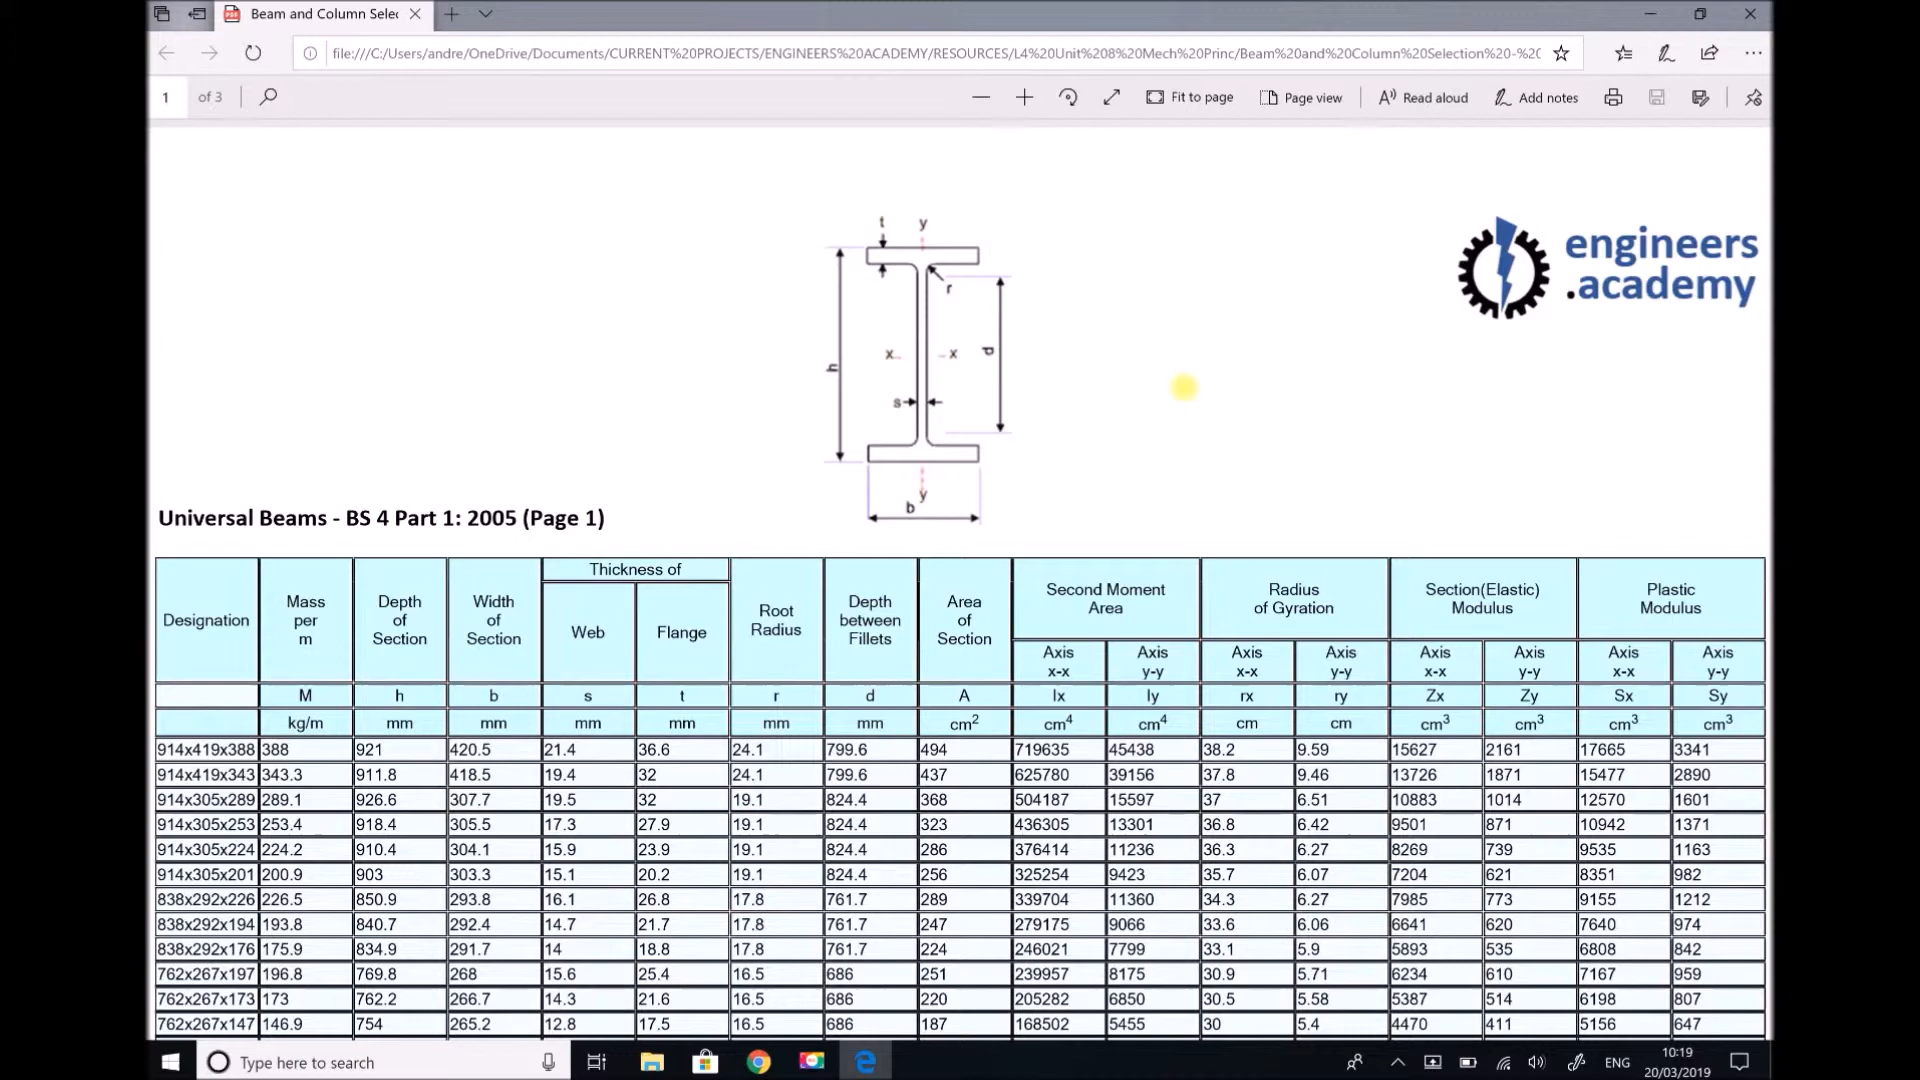 Beam and Column Selec
file:///C:/Users/andre/OneDrive/Documents/CURRENT%20PROJECTS/ENGINEERS%20ACADEMY/RESOURCES/L4%20Unit%208%20Mech%20Princ/Beam%20and%20Column%20Selection%20-%20(
1 of 3 Fit to page Page view Read aloud Add notes
t y
r
h x x d
s
y
b
engineers
.academy
Universal Beams - BS 4 Part 1: 2005 (Page 1)
Designation Mass per m Depth of Section Width of Section Thickness of Web Flange Root Radius Depth between Fillets Area of Section Second Moment Area Radius of Gyration Section(Elastic) Modulus Plastic Modulus
Axis x-x Axis y-y Axis x-x Axis y-y Axis x-x Axis y-y Axis x-x Axis y-y
M h b s t r d A Ix Iy rx ry Zx Zy Sx Sy
kg/m mm mm mm mm mm mm cm2 cm4 cm4 cm cm cm3 cm3 cm3 cm3
914x419x388 388 921 420.5 21.4 36.6 24.1 799.6 494 719635 45438 38.2 9.59 15627 2161 17665 3341
914x419x343 343.3 911.8 418.5 19.4 32 24.1 799.6 437 625780 39156 37.8 9.46 13726 1871 15477 2890
914x305x289 289.1 926.6 307.7 19.5 32 19.1 824.4 368 504187 15597 37 6.51 10883 1014 12570 1601
914x305x253 253.4 918.4 305.5 17.3 27.9 19.1 824.4 323 436305 13301 36.8 6.42 9501 871 10942 1371
914x305x224 224.2 910.4 304.1 15.9 23.9 19.1 824.4 286 376414 11236 36.3 6.27 8269 739 9535 1163
914x305x201 200.9 903 303.3 15.1 20.2 19.1 824.4 256 325254 9423 35.7 6.07 7204 621 8351 982
838x292x226 226.5 850.9 293.8 16.1 26.8 17.8 761.7 289 339704 11360 34.3 6.27 7985 773 9155 1212
838x292x194 193.8 840.7 292.4 14.7 21.7 17.8 761.7 247 279175 9066 33.6 6.06 6641 620 7640 974
838x292x176 175.9 834.9 291.7 14 18.8 17.8 761.7 224 246021 7799 33.1 5.9 5893 535 6808 842
762x267x197 196.8 769.8 268 15.6 25.4 16.5 686 251 239957 8175 30.9 5.71 6234 610 7167 959
762x267x173 173 762.2 266.7 14.3 21.6 16.5 686 220 205282 6850 30.5 5.58 5387 514 6198 807
762x267x147 146.9 754 265.2 12.8 17.5 16.5 686 187 168502 5455 30 5.4 4470 411 5156 647
Type here to search
ENG
10:19
20/03/2019